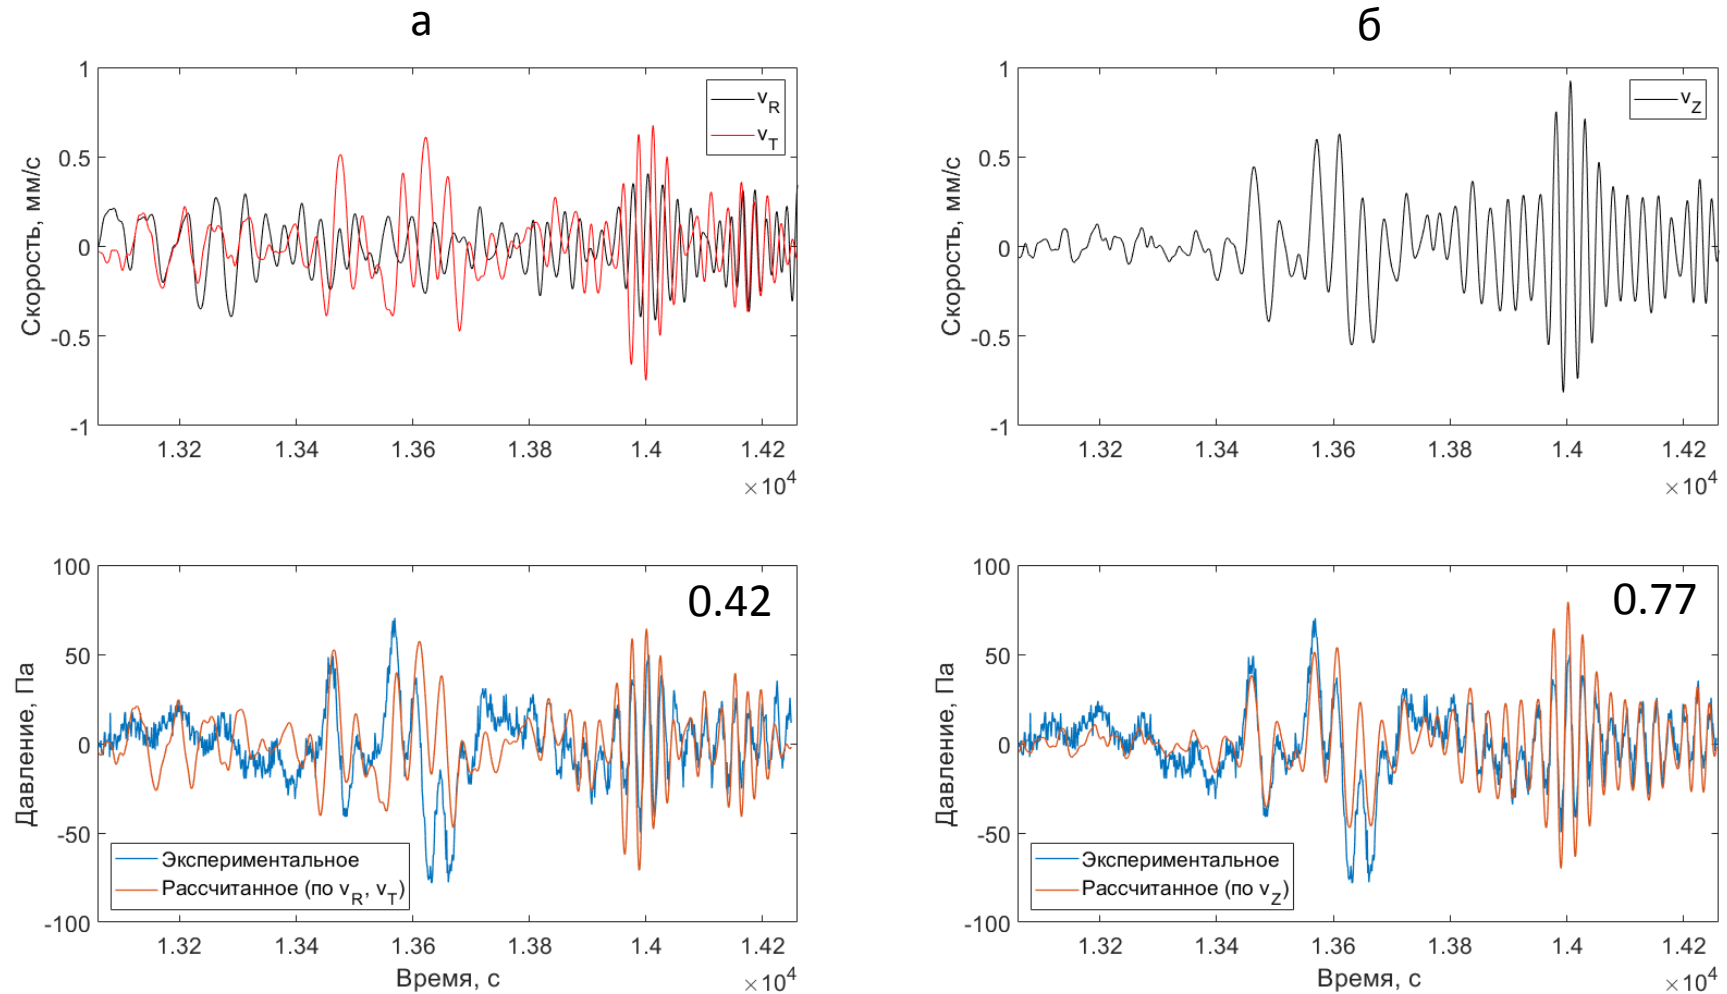 а
б
Скорость, мм/с
1
0.5
0
-0.5
-1
v_R
v_T
1.32 1.34 1.36 1.38 1.4 1.42
×10^4
Скорость, мм/с
1
0.5
0
-0.5
-1
v_Z
1.32 1.34 1.36 1.38 1.4 1.42
×10^4
Давление, Па
100
50
0
-50
-100
0.42
Экспериментальное
Рассчитанное (по v_R, v_T)
1.32 1.34 1.36 1.38 1.4 1.42
Время, с
×10^4
Давление, Па
100
50
0
-50
-100
0.77
Экспериментальное
Рассчитанное (по v_Z)
1.32 1.34 1.36 1.38 1.4 1.42
Время, с
×10^4